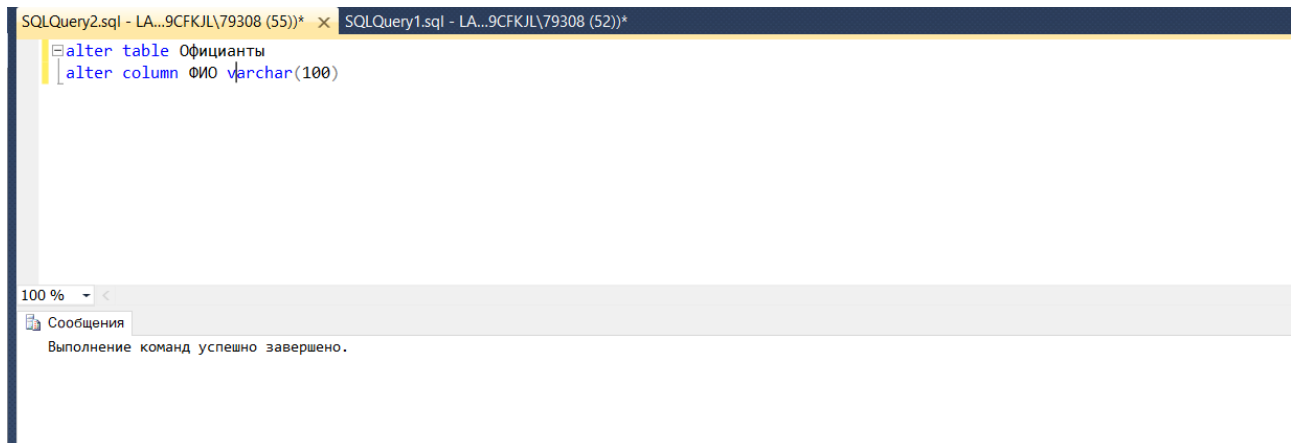 SQLQuery2.sql - LA...9CFKJL\79308 (55))* SQLQuery1.sql - LA...9CFKJL\79308 (52))*
alter table Официанты
alter column ФИО varchar(100)
100 %
Сообщения
Выполнение команд успешно завершено.